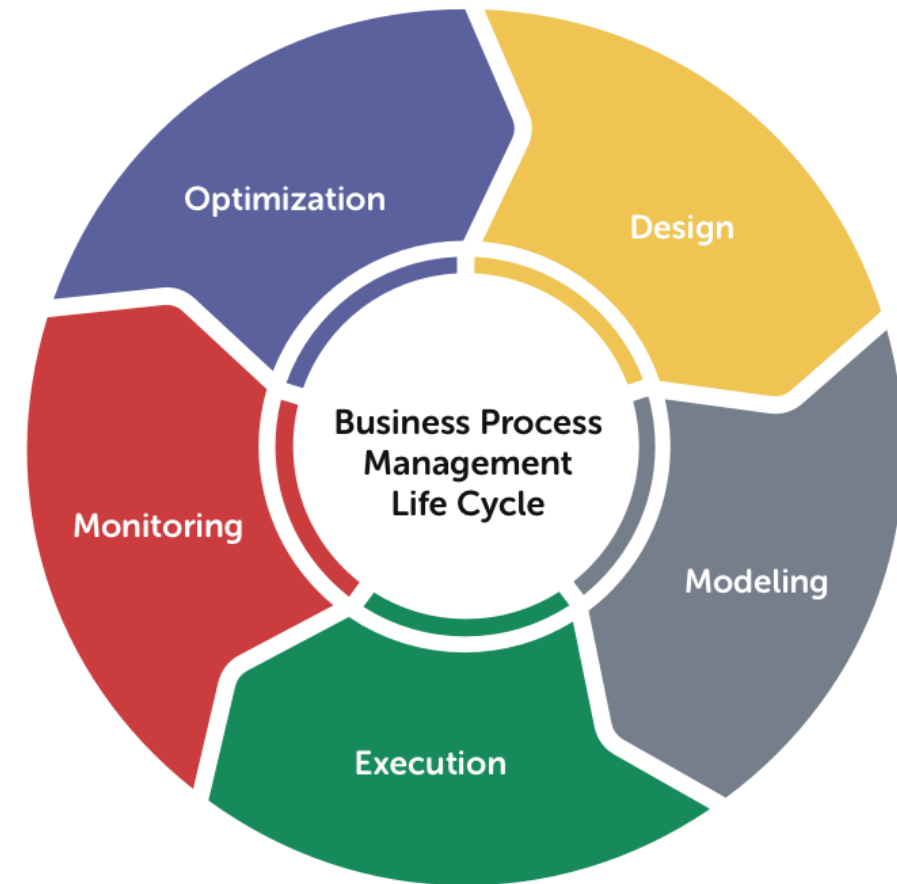 Optimization
Design
Business Process
Management
Life Cycle
Monitoring
Modeling
Execution